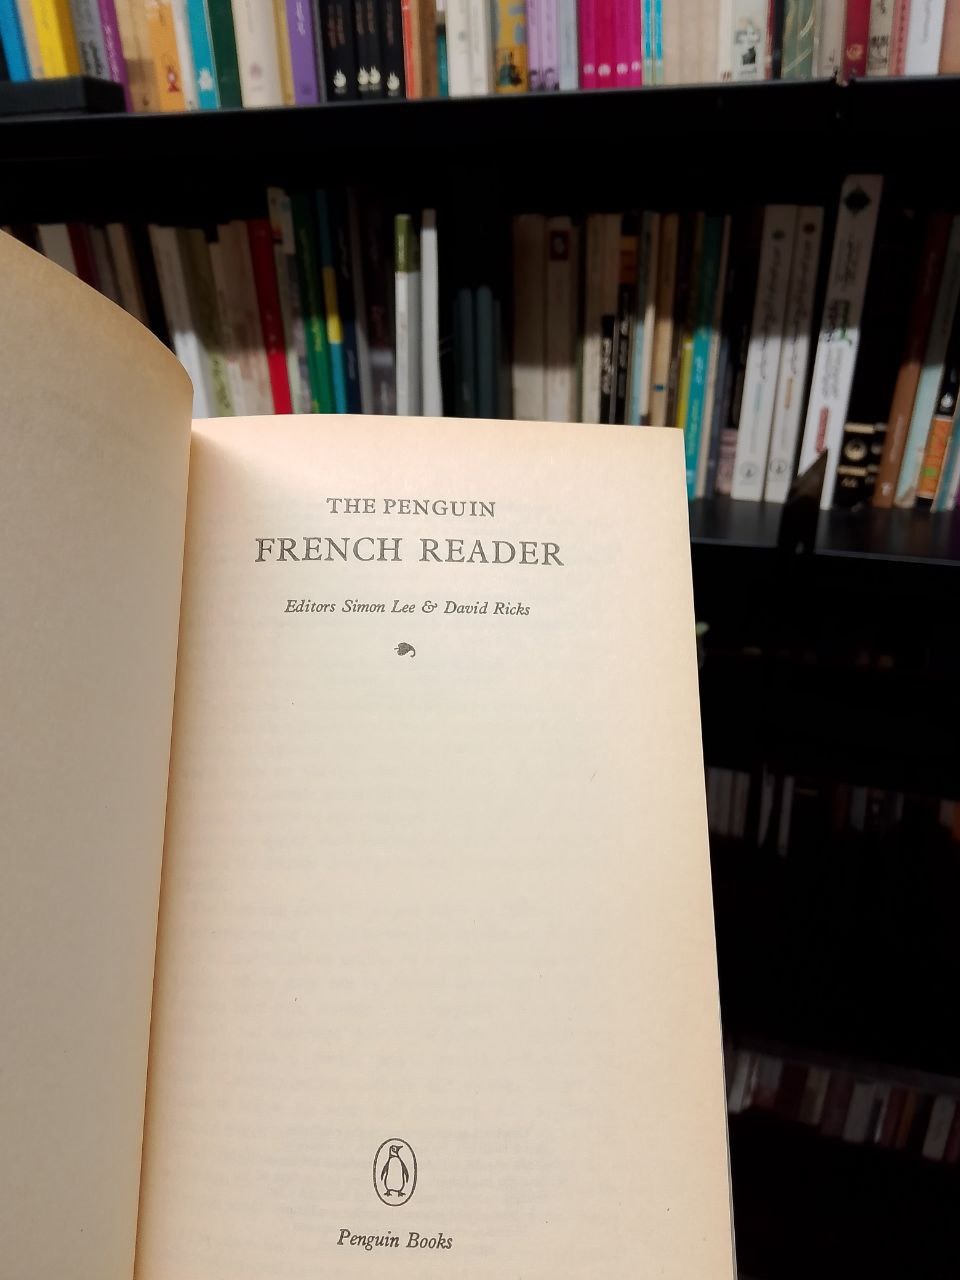 THE PENGUIN
FRENCH READER
Editors Simon Lee & David Ricks
Penguin Books